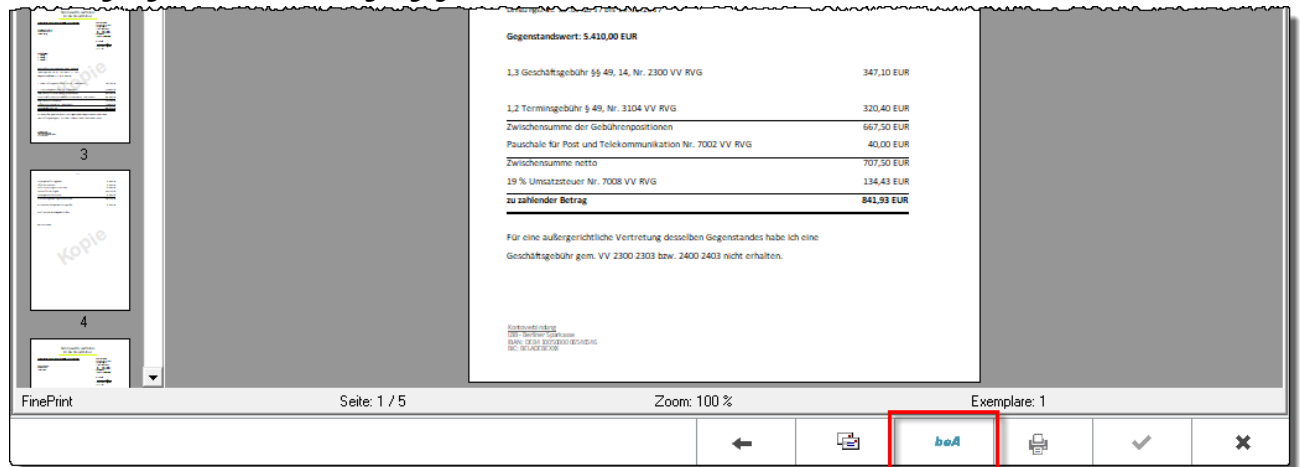 Gegenstandswert: 5.410,00 EUR
1,3 Geschäftsgebühr §§ 49, 14, Nr. 2300 VV RVG 347,10 EUR
1,2 Terminsgebühr § 49, Nr. 3104 VV RVG 320,40 EUR
Zwischensumme der Gebührenpositionen 667,50 EUR
Pauschale für Post und Telekommunikation Nr. 7002 VV RVG 40,00 EUR
Zwischensumme netto 707,50 EUR
19 % Umsatzsteuer Nr. 7008 VV RVG 134,43 EUR
zu zahlender Betrag 841,93 EUR
Für eine außergerichtliche Vertretung desselben Gegenstandes habe ich eine
Geschäftsgebühr gem. VV 2300 2303 bzw. 2400 2403 nicht erhalten.
Kontoverbindung
Berliner Sparkasse
Kopie
3
Kopie
4
FinePrint Seite: 1 / 5 Zoom: 100 % Exemplare: 1
beA